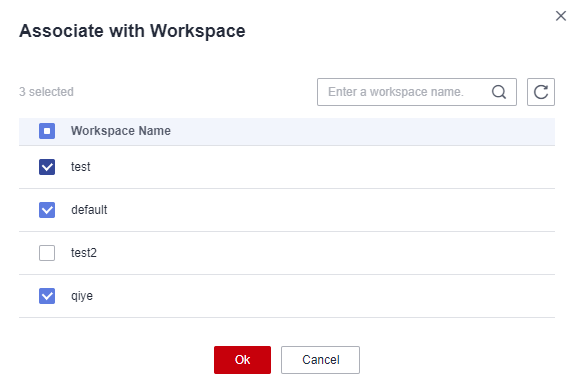 Associate with Workspace
3 selected
Enter a workspace name.
Workspace Name
test
default
test2
qiye
Ok
Cancel